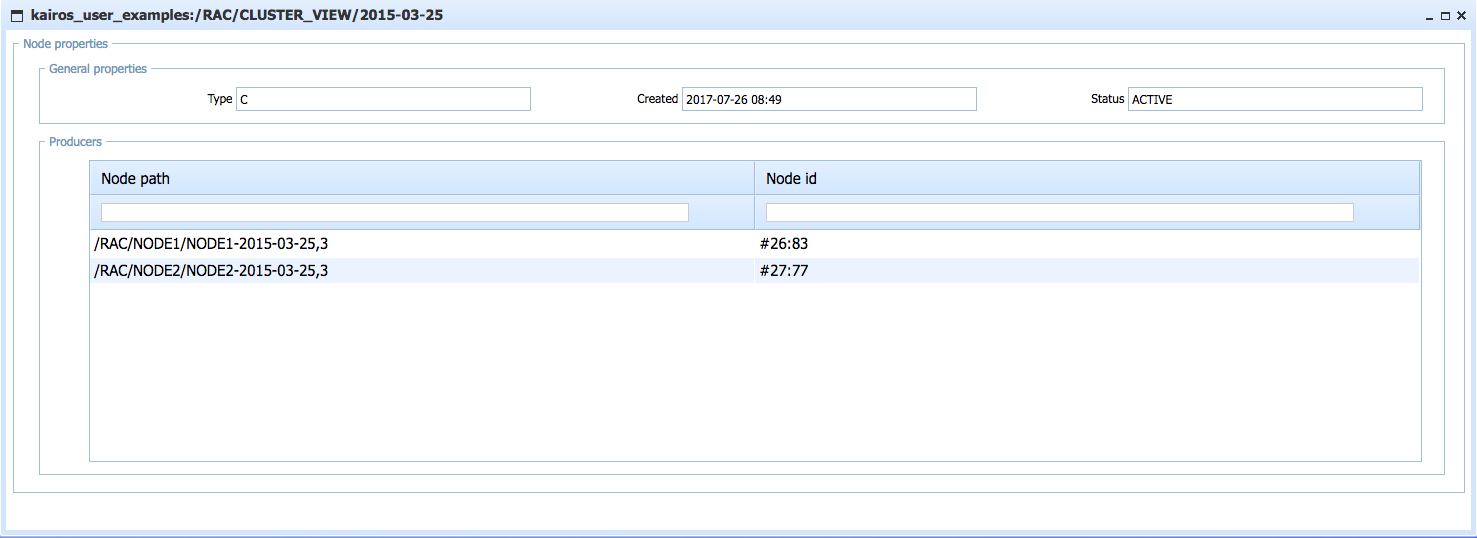 kairos_user_examples:/RAC/CLUSTER_VIEW/2015-03-25
Node properties
General properties
Type C Created 2017-07-26 08:49 Status ACTIVE
Producers
Node path Node id
/RAC/NODE1/NODE1-2015-03-25,3 #26:83
/RAC/NODE2/NODE2-2015-03-25,3 #27:77